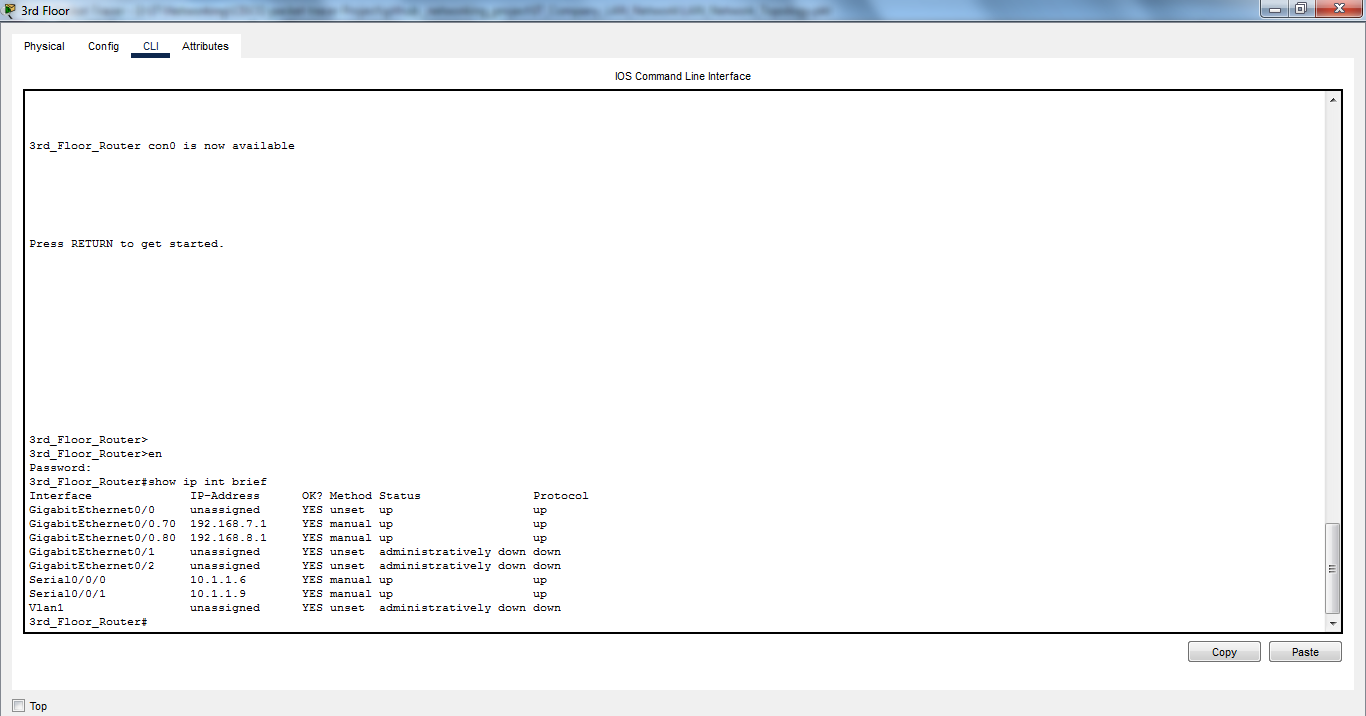 3rd Floor
Physical Config CLI Attributes
IOS Command Line Interface
3rd_Floor_Router con0 is now available
Press RETURN to get started.
3rd_Floor_Router>
3rd_Floor_Router>en
Password:
3rd_Floor_Router#show ip int brief
Interface              IP-Address      OK? Method Status                Protocol
GigabitEthernet0/0     unassigned      YES unset  up                    up
GigabitEthernet0/0.70  192.168.7.1     YES manual up                    up
GigabitEthernet0/0.80  192.168.8.1     YES manual up                    up
GigabitEthernet0/1     unassigned      YES unset  administratively down down
GigabitEthernet0/2     unassigned      YES unset  administratively down down
Serial0/0/0            10.1.1.6        YES manual up                    up
Serial0/0/1            10.1.1.9        YES manual up                    up
Vlan1                  unassigned      YES unset  administratively down down
3rd_Floor_Router#
Copy Paste
Top